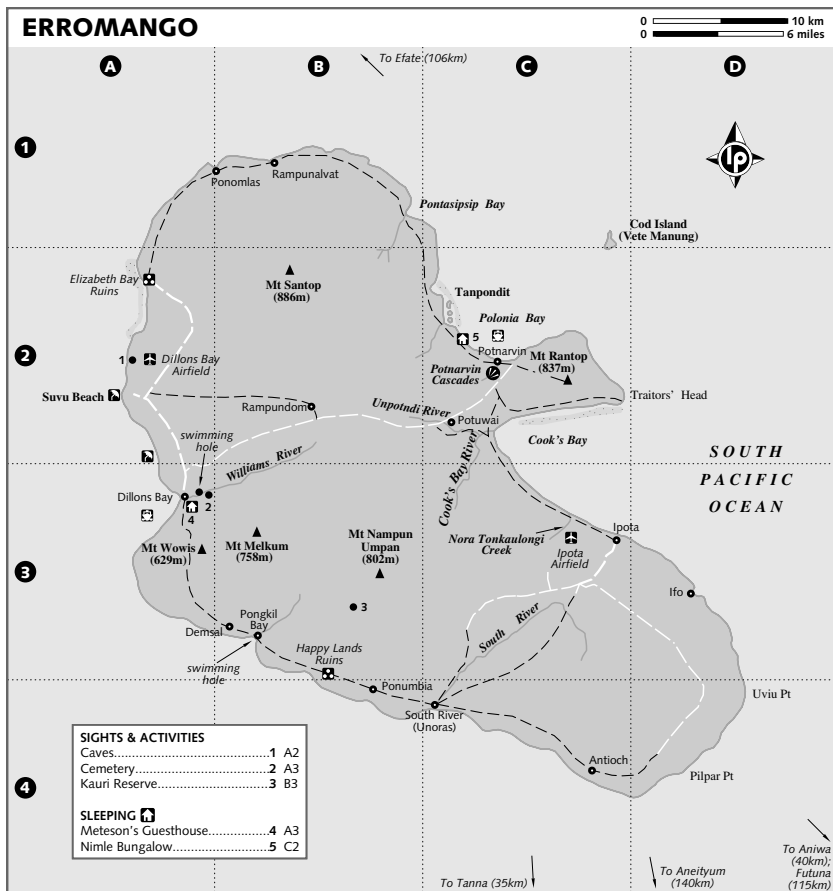 ERROMANGO
0 10 km
0 6 miles
A
B
C
D
To Efate (106km)
1
Ponomlas
Rampunalvat
Pontasipsip Bay
lp
Cod Island
(Vete Manung)
Elizabeth Bay
Ruins
Mt Santop
(886m)
Tanpondit
Polonia Bay
5
2
1
Dillons Bay
Airfield
Potnarvin
Potnarvin
Cascades
Mt Rantop
(837m)
Suvu Beach
Rampundom
Unpotndi River
Potuwai
Traitors' Head
swimming
hole
Williams River
Cook's Bay River
Cook's Bay
SOUTH
PACIFIC
OCEAN
Dillons Bay
4
2
Mt Wowis
(629m)
Mt Melkum
(758m)
Mt Nampun
Umpan
(802m)
Nora Tonkaulongi
Creek
Ipota
Airfield
Ipota
3
3
Ifo
Demsal
Pongkil
Bay
South River
swimming
hole
Happy Lands
Ruins
Ponumbia
South River
(Unoras)
Uviu Pt
Antioch
Pilpar Pt
4
SIGHTS & ACTIVITIES
Caves..........................................1 A2
Cemetery....................................2 A3
Kauri Reserve..............................3 B3
SLEEPING
Meteson's Guesthouse................4 A3
Nimle Bungalow.........................5 C2
To Tanna (35km)
To Aneityum
(140km)
To Aniwa
(40km);
Futuna
(115km)